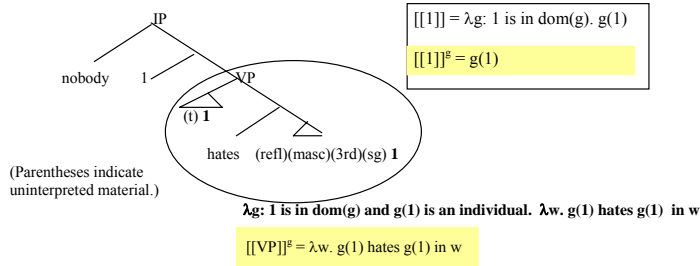 IP
[[1]] = λg: 1 is in dom(g). g(1)
[[1]]g = g(1)
nobody
1
VP
(t) 1
hates (refl)(masc)(3rd)(sg) 1
(Parentheses indicate
uninterpreted material.)
λg: 1 is in dom(g) and g(1) is an individual. λw. g(1) hates g(1) in w
[[VP]]g = λw. g(1) hates g(1) in w